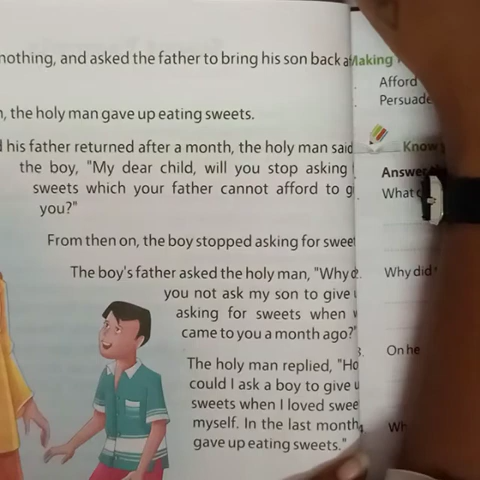 nothing, and asked the father to bring his son back
the holy man gave up eating sweets.
his father returned after a month, the holy man said
the boy, "My dear child, will you stop asking
sweets which your father cannot afford to
you?"
From then on, the boy stopped asking for
The boy's father asked the holy man, "Why
you not ask my son to give
asking for sweets when
came to you a month ago?"
The holy man replied,
could I ask a boy to give
sweets when I loved
myself. In the last month
gave up eating sweets."
Making
Afford
Persuade
Know
Answer
What
Why did
On he